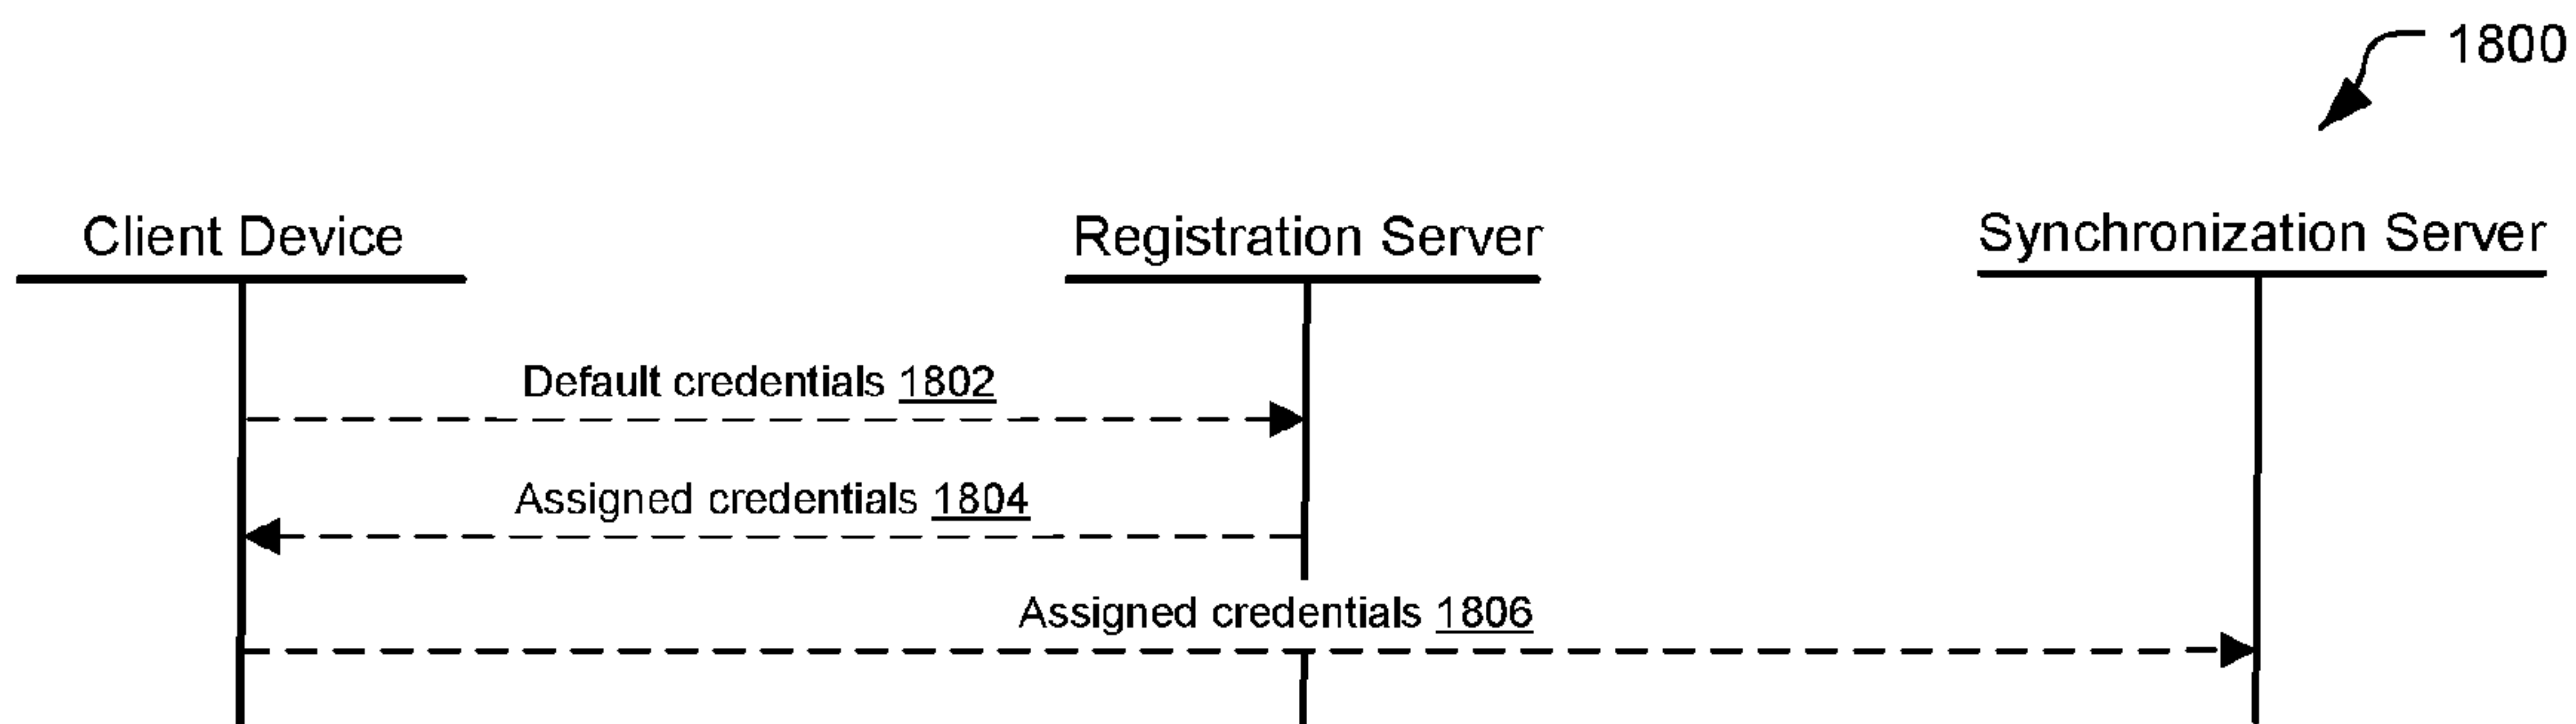 1800
Client Device
Registration Server
Synchronization Server
Default credentials 1802
Assigned credentials 1804
Assigned credentials 1806